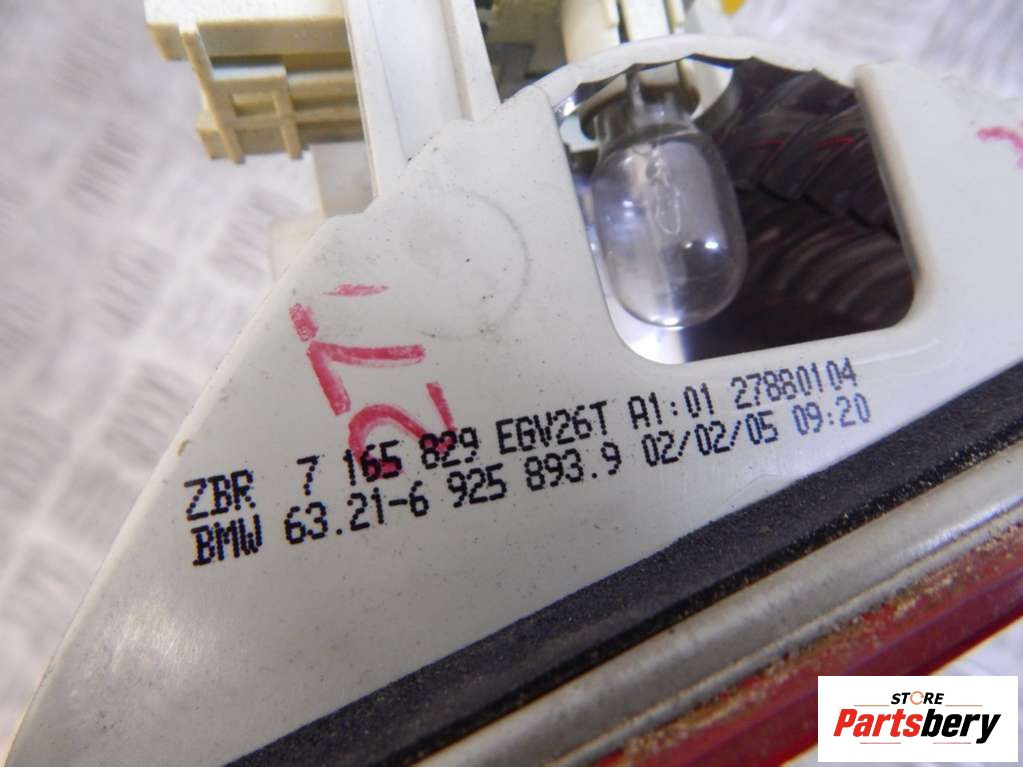 27
ZBR 7 165 829 EGV26T A1:01 27880104
BMW 63.21-6 925 893.9 02/02/05 09:20
STORE
Partsbery